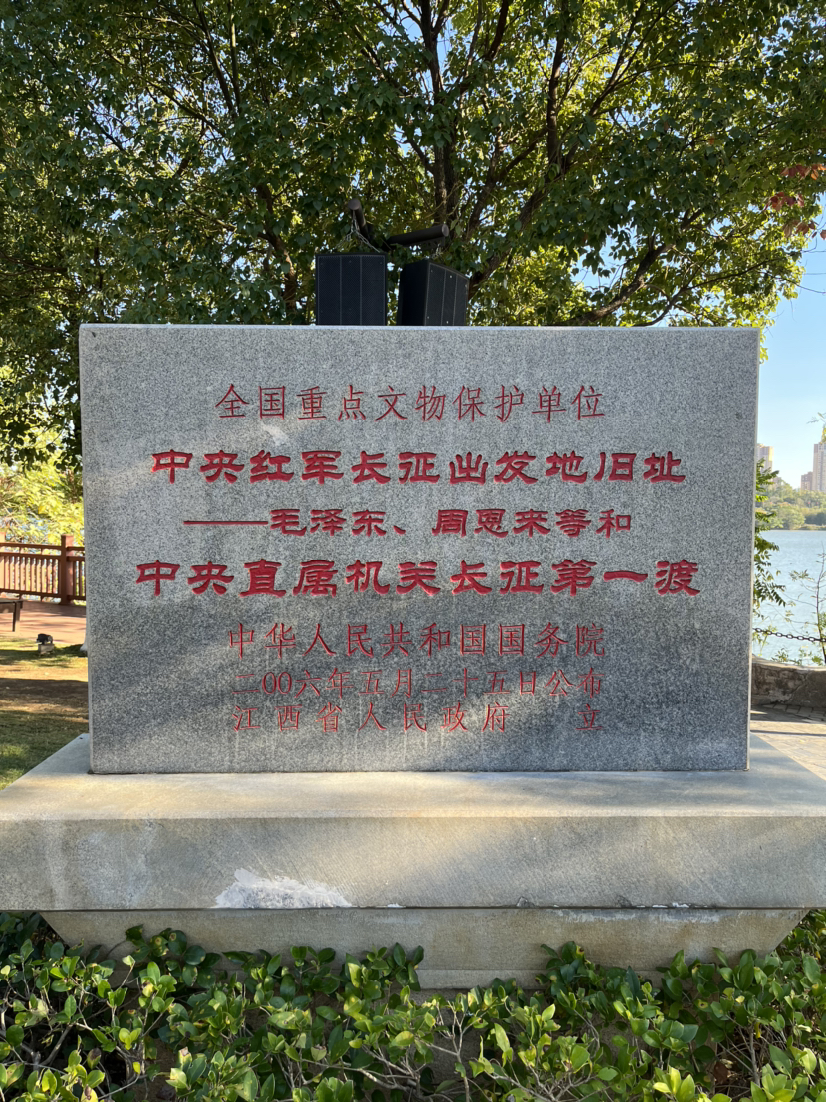 全国重点文物保护单位
中央红军长征出发地旧址
——毛泽东、周恩来等和
中央直属机关长征第一渡
中华人民共和国国务院
二00六年五月二十五日公布
江西省人民政府 立